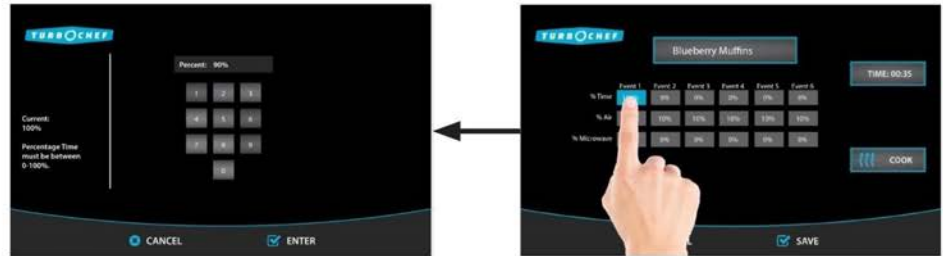 TURBOCHEF
Percent: 90%
1 2 3
4 5 6
7 8 9
0
Current:
100%
Percentage Time
must be between
0-100%.
CANCEL
ENTER
TURBOCHEF
Blueberry Muffins
TIME: 00:35
Event 1 Event 2 Event 3 Event 4 Event 5 Event 6
% Time 0% 0% 0% 0% 0%
% Air 10% 10% 10% 10% 10%
% Microwave 0% 0% 0% 0% 0%
COOK
SAVE